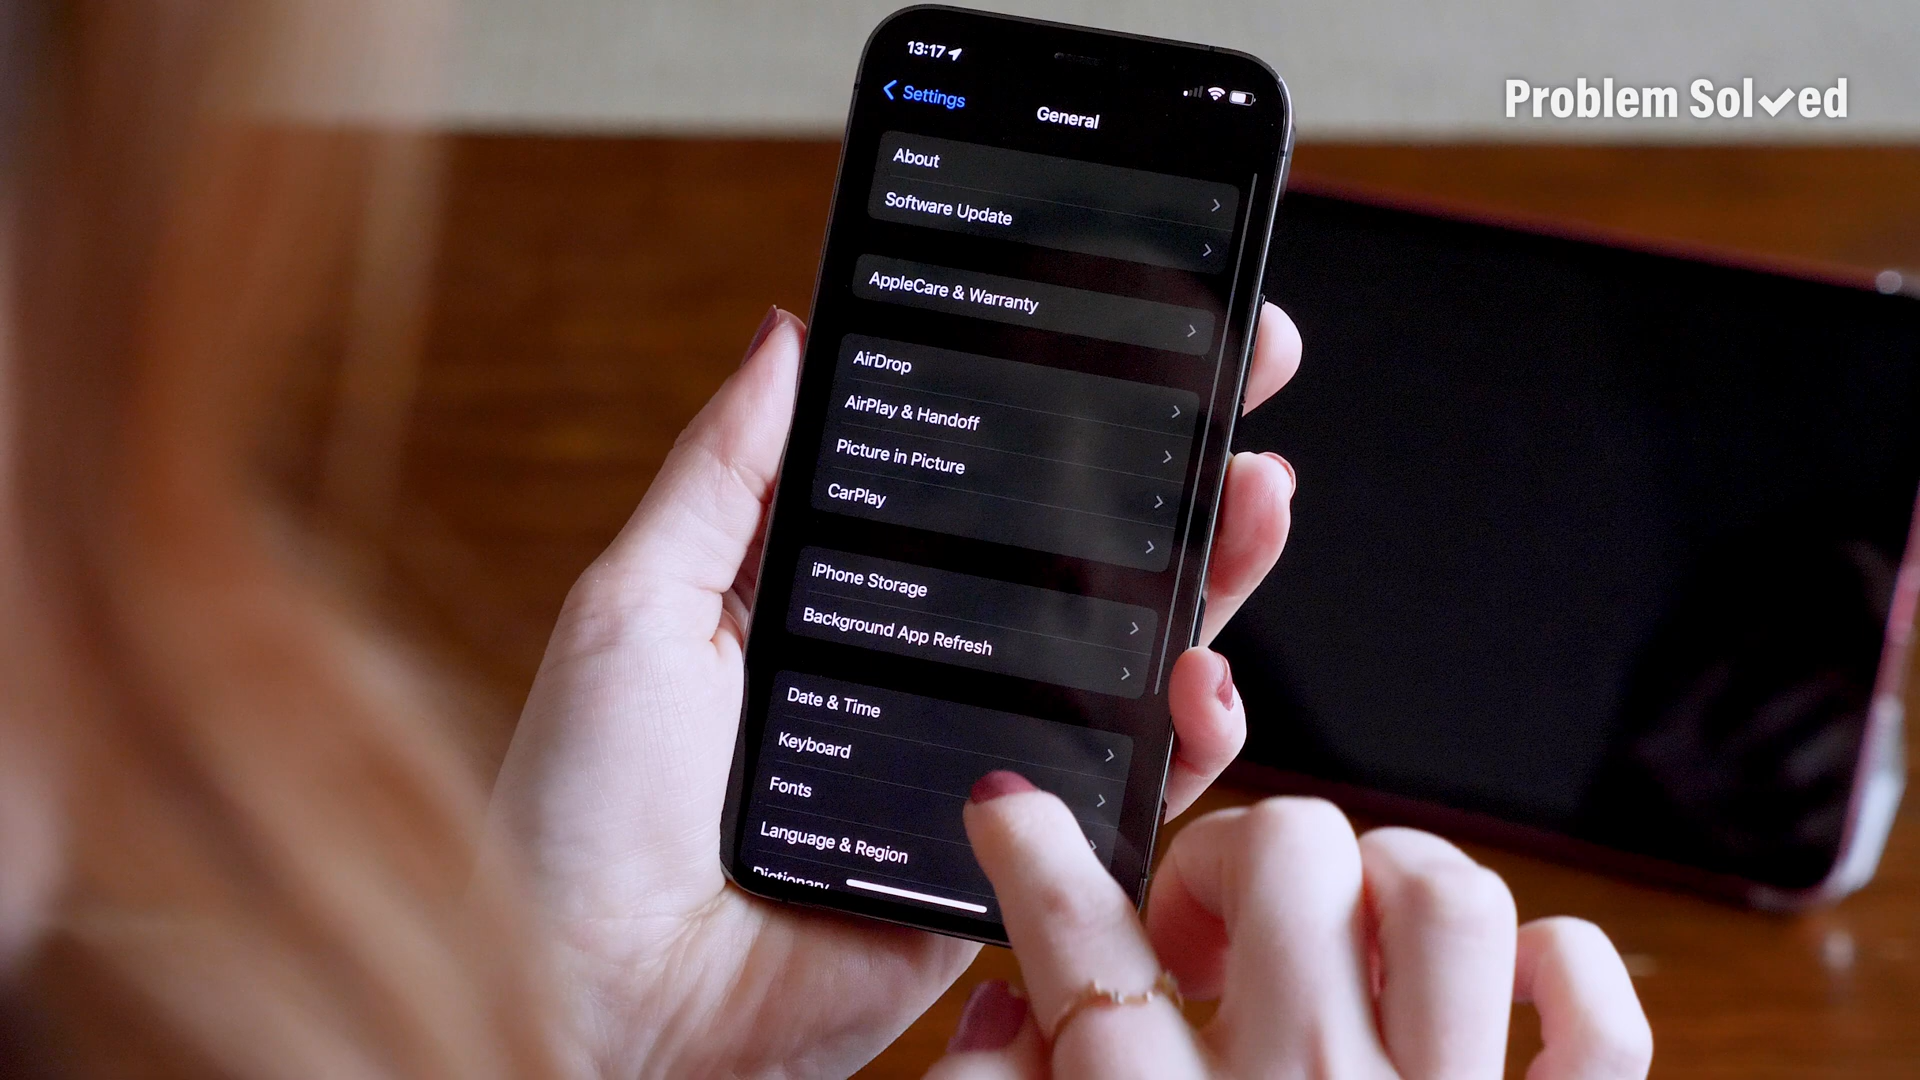 13:17
Settings
General
About
Software Update
AppleCare & Warranty
AirDrop
AirPlay & Handoff
Picture in Picture
CarPlay
iPhone Storage
Background App Refresh
Date & Time
Keyboard
Fonts
Language & Region
Dictionary
Problem Solved